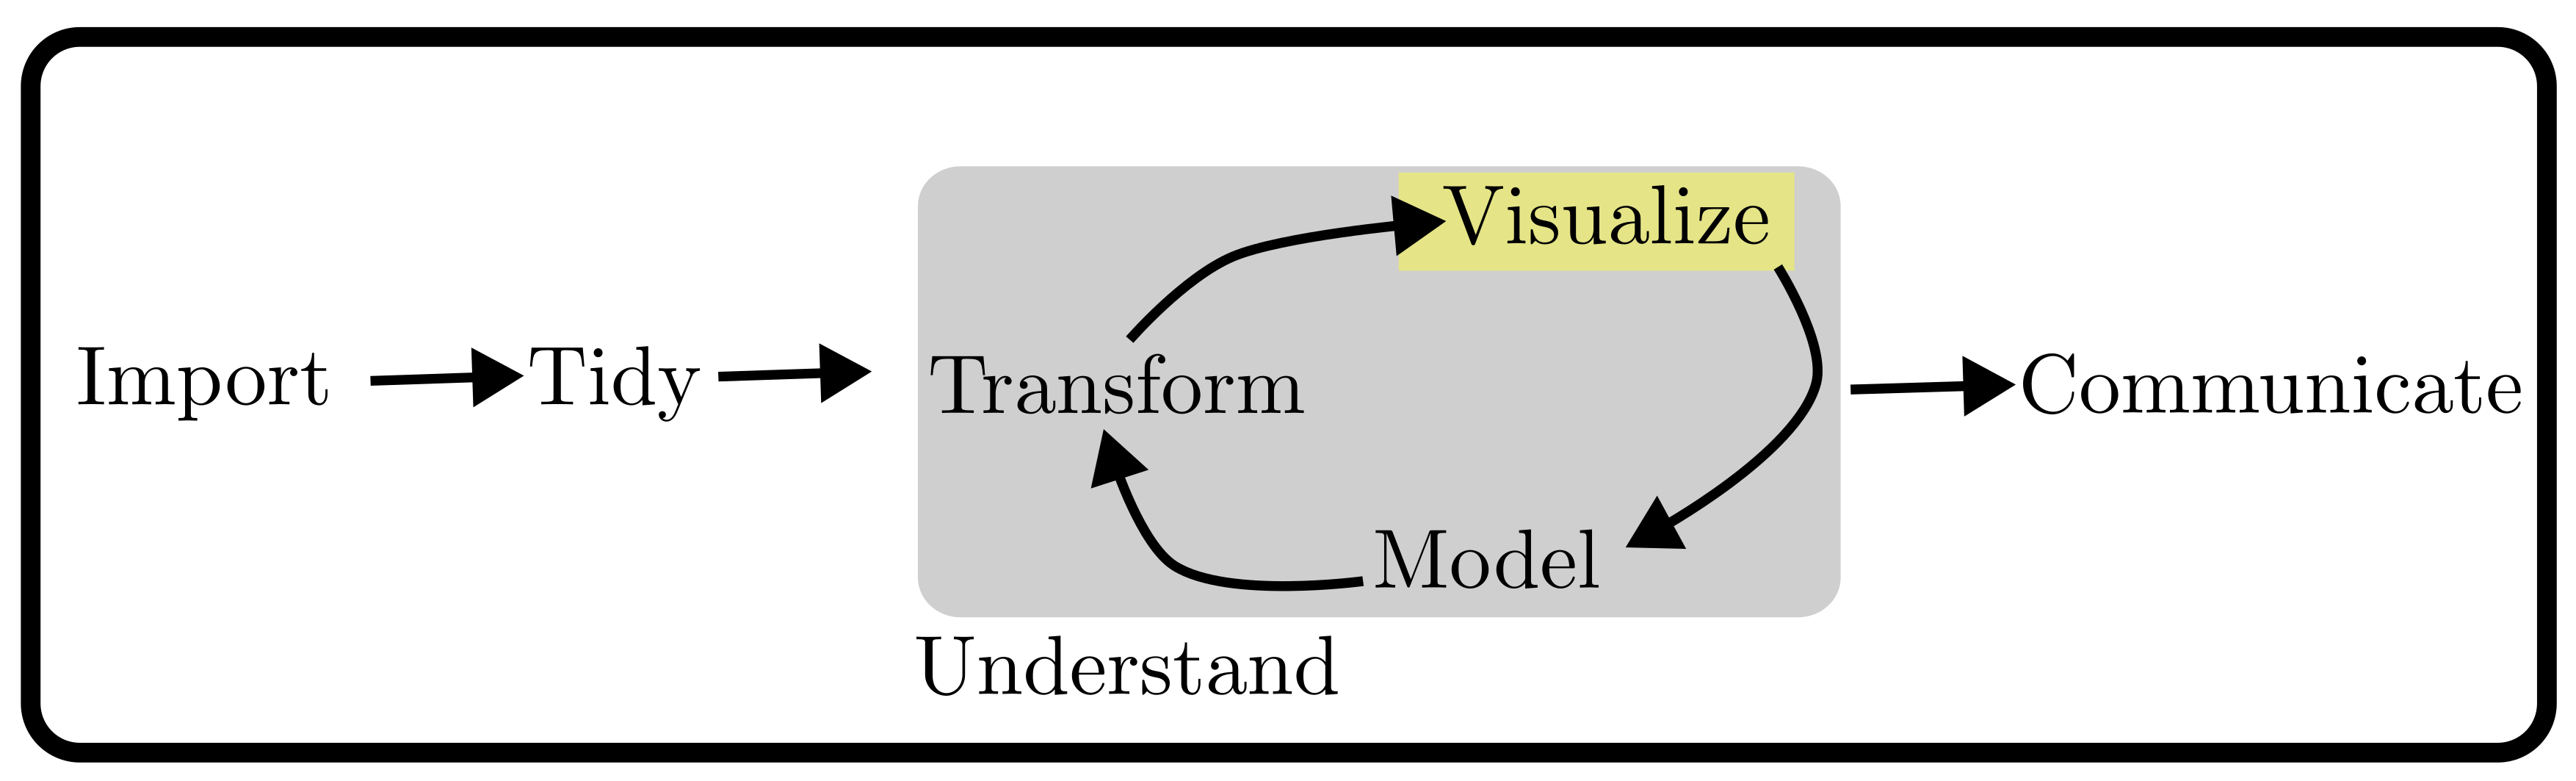 Import
Tidy
Transform
Visualize
Model
Understand
Communicate